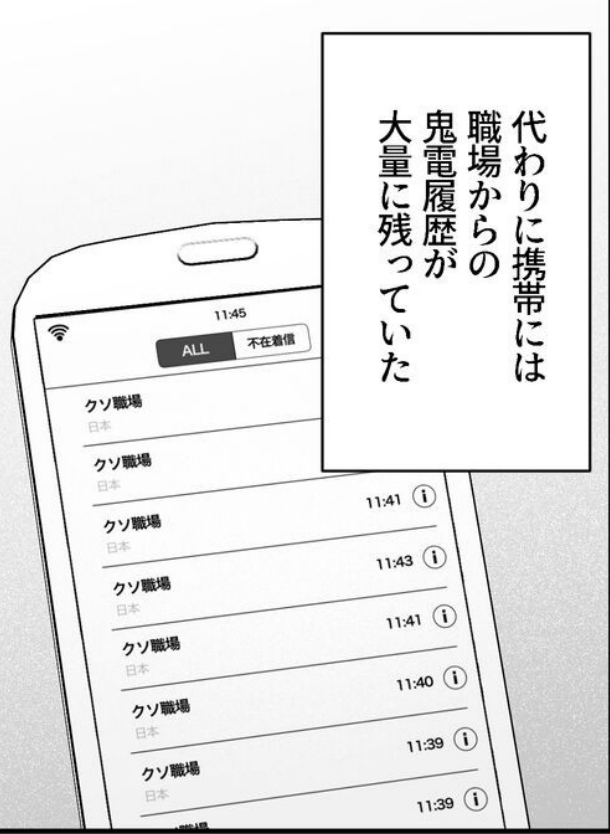 代わりに携帯には
職場からの
鬼電履歴が
大量に残っていた
11:45
ALL 不在着信
クソ職場
日本
クソ職場
日本
クソ職場
日本
11:41 i
クソ職場
日本
11:43 i
クソ職場
日本
11:41 i
クソ職場
日本
11:40 i
クソ職場
日本
11:39 i
11:39 i